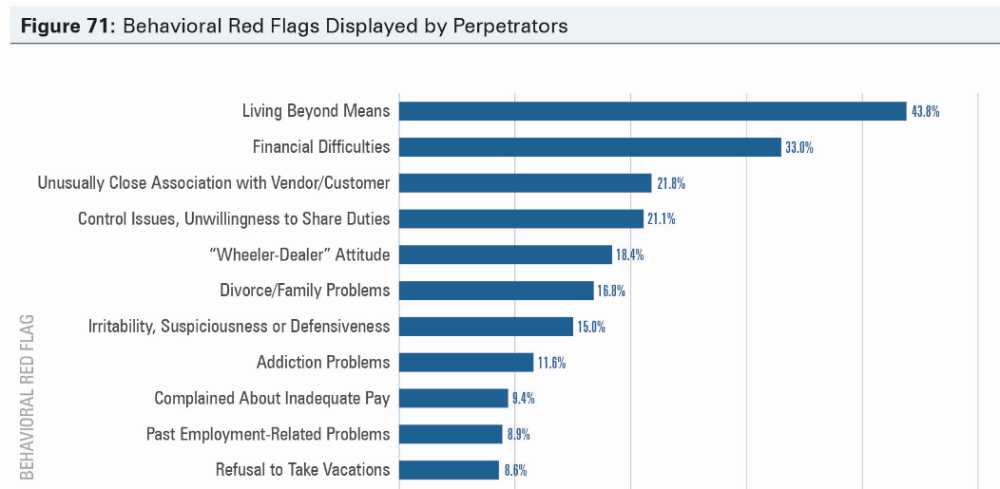 Figure 71: Behavioral Red Flags Displayed by Perpetrators
Living Beyond Means 43.8%
Financial Difficulties 33.0%
Unusually Close Association with Vendor/Customer 21.8%
Control Issues, Unwillingness to Share Duties 21.1%
“Wheeler-Dealer” Attitude 18.4%
Divorce/Family Problems 16.8%
Irritability, Suspiciousness or Defensiveness 15.0%
Addiction Problems 11.6%
Complained About Inadequate Pay 9.4%
Past Employment-Related Problems 8.9%
Refusal to Take Vacations 8.6%
BEHAVIORAL RED FLAG